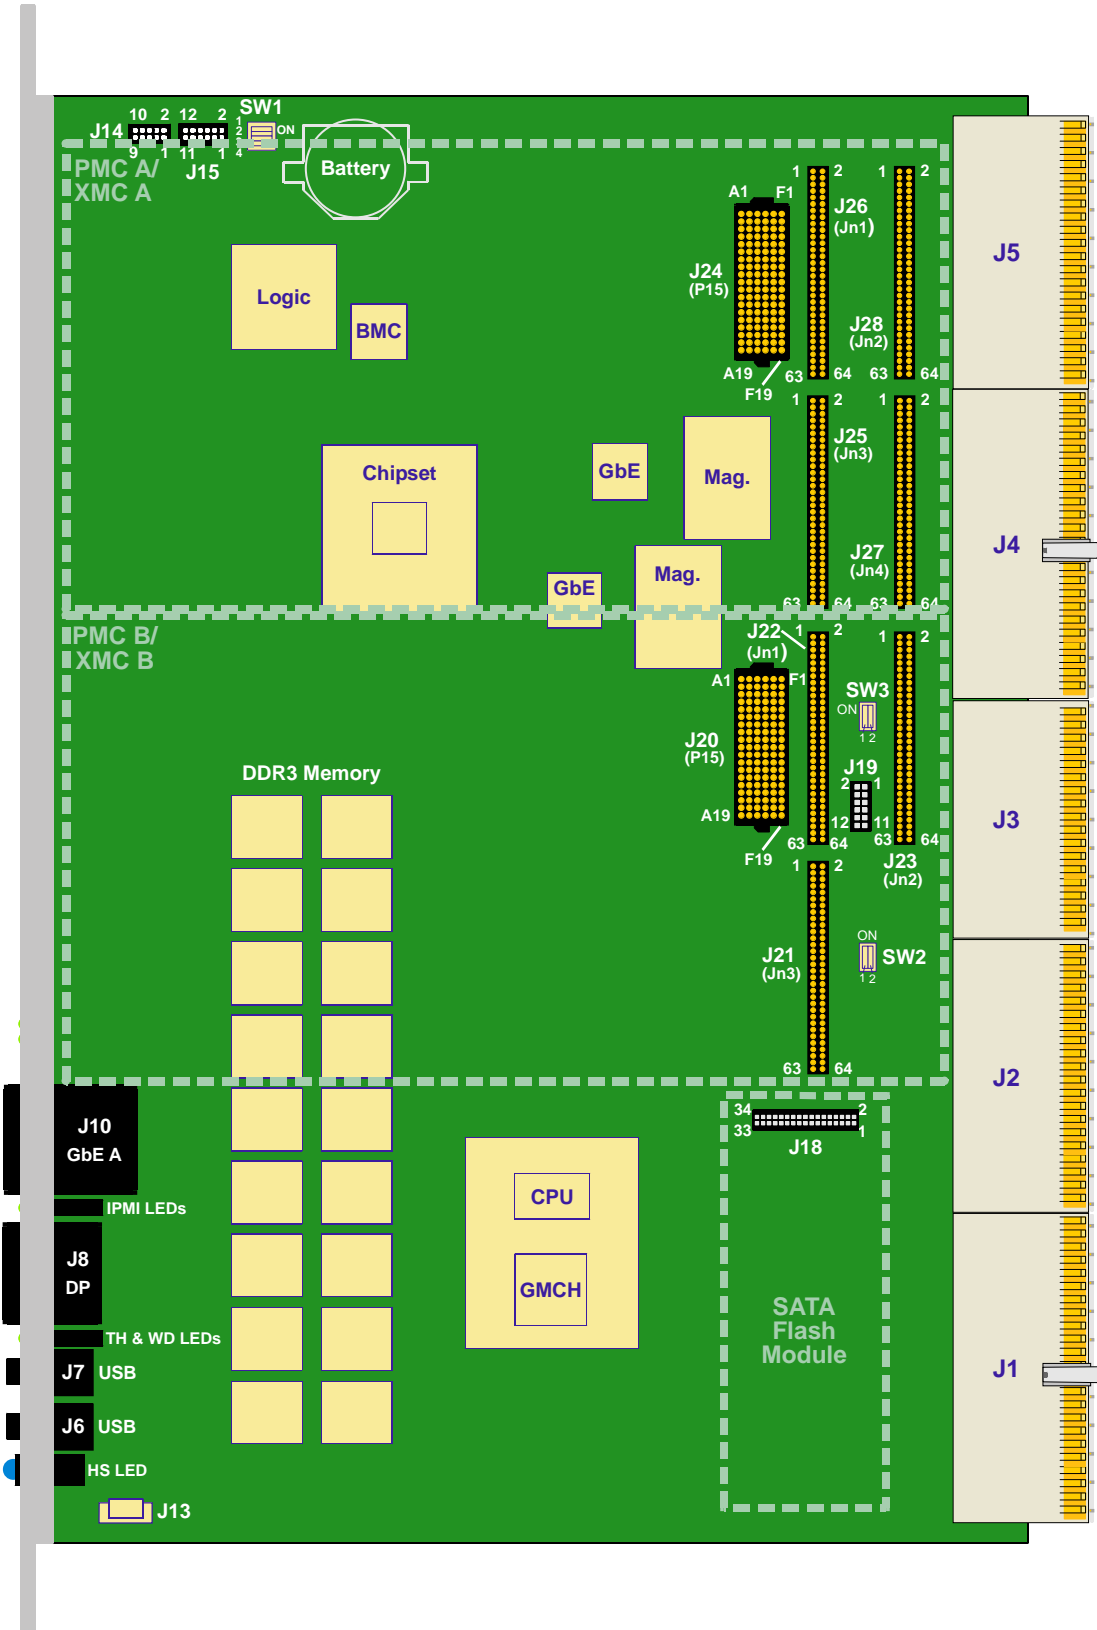 10 2 12 2 SW1
J14
1
2
3
4
ON
9 1 11 1
J15
PMC A/
XMC A
Battery
1 2 1 2
A1 F1
J26
(Jn1)
J5
J24
(P15)
Logic
BMC
J28
(Jn2)
A19
F19
63 64 63 64
1 2 1 2
J25
(Jn3)
Chipset
GbE
Mag.
J4
J27
(Jn4)
GbE
Mag.
63 64 63 64
PMC B/
XMC B
J22
(Jn1)
1 2 1 2
A1 F1
SW3
ON
1 2
J20
(P15)
DDR3 Memory
J19
2 1
A19
12 11
J3
F19
63 64 63 64
J23
(Jn2)
1 2
ON
J21
(Jn3)
SW2
1 2
63 64
J2
34 2
33 1
J18
J10
GbE A
CPU
IPMI LEDs
J8
DP
GMCH
SATA
Flash
Module
TH & WD LEDs
J7 USB
J1
J6 USB
HS LED
J13